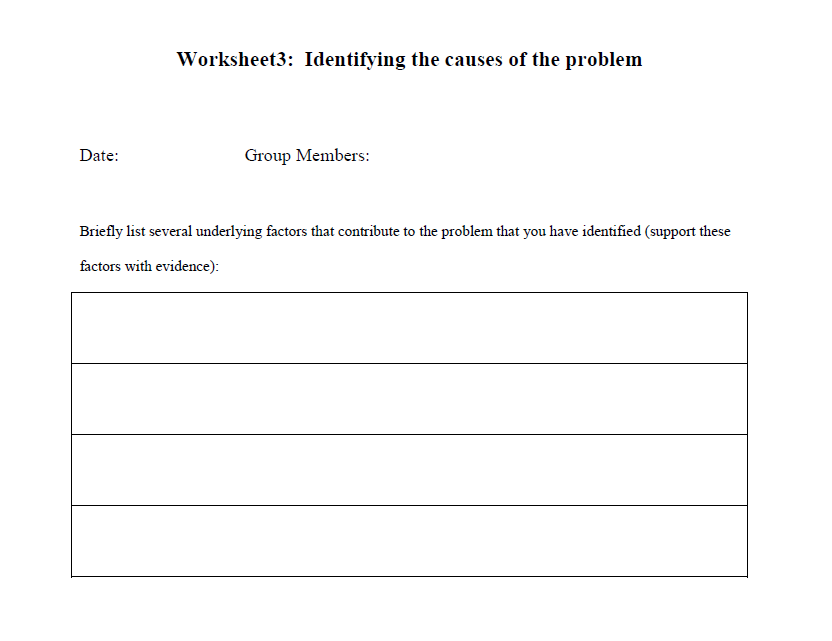 Worksheet3: Identifying the causes of the problem
Date: Group Members:
Briefly list several underlying factors that contribute to the problem that you have identified (support these
factors with evidence):